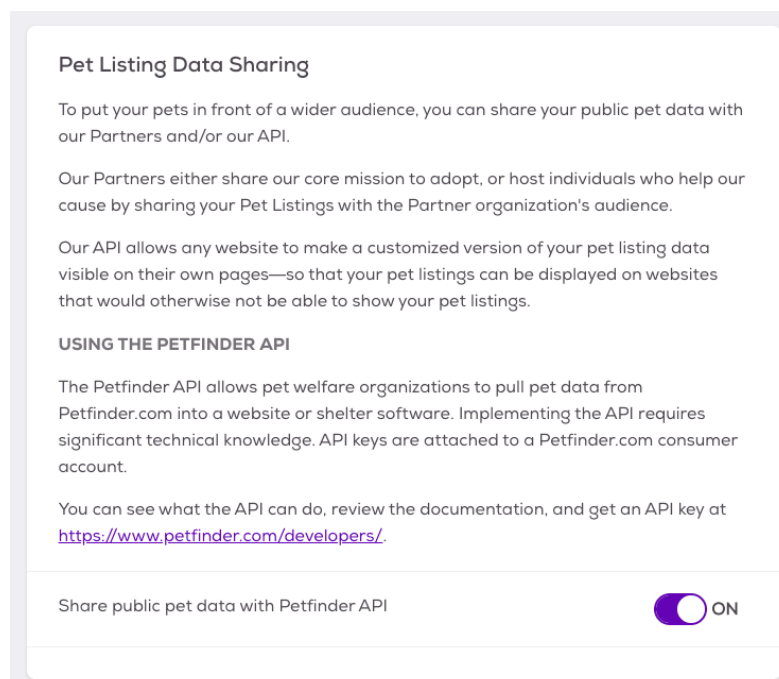 Pet Listing Data Sharing
To put your pets in front of a wider audience, you can share your public pet data with
our Partners and/or our API.
Our Partners either share our core mission to adopt, or host individuals who help our
cause by sharing your Pet Listings with the Partner organization's audience.
Our API allows any website to make a customized version of your pet listing data
visible on their own pages—so that your pet listings can be displayed on websites
that would otherwise not be able to show your pet listings.
USING THE PETFINDER API
The Petfinder API allows pet welfare organizations to pull pet data from
Petfinder.com into a website or shelter software. Implementing the API requires
significant technical knowledge. API keys are attached to a Petfinder.com consumer
account.
You can see what the API can do, review the documentation, and get an API key at
https://www.petfinder.com/developers/.
Share public pet data with Petfinder API ON